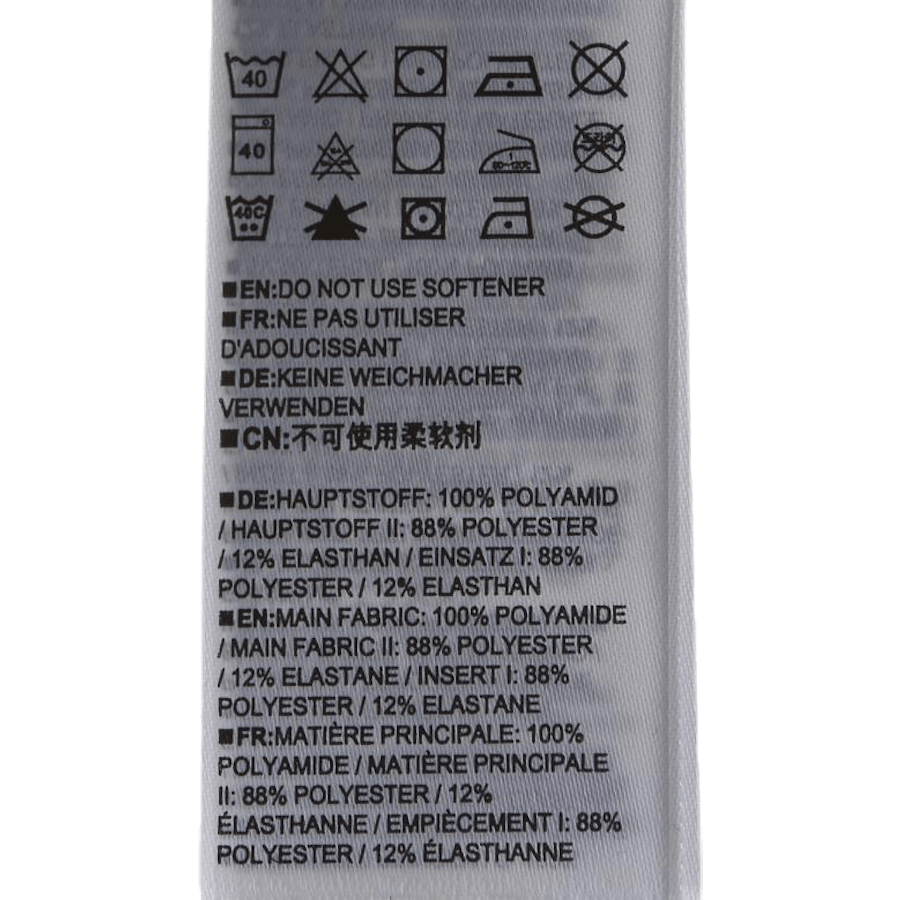 40
40
40C
■EN:DO NOT USE SOFTENER
■FR:NE PAS UTILISER
D'ADOUCISSANT
■DE:KEINE WEICHMACHER
VERWENDEN
■CN:不可使用柔软剂
■DE:HAUPTSTOFF: 100% POLYAMID
/ HAUPTSTOFF II: 88% POLYESTER
/ 12% ELASTHAN / EINSATZ I: 88%
POLYESTER / 12% ELASTHAN
■EN:MAIN FABRIC: 100% POLYAMIDE
/ MAIN FABRIC II: 88% POLYESTER
/ 12% ELASTANE / INSERT I: 88%
POLYESTER / 12% ELASTANE
■FR:MATIÈRE PRINCIPALE: 100%
POLYAMIDE / MATIÈRE PRINCIPALE
II: 88% POLYESTER / 12%
ÉLASTHANNE / EMPIÈCEMENT I: 88%
POLYESTER / 12% ÉLASTHANNE